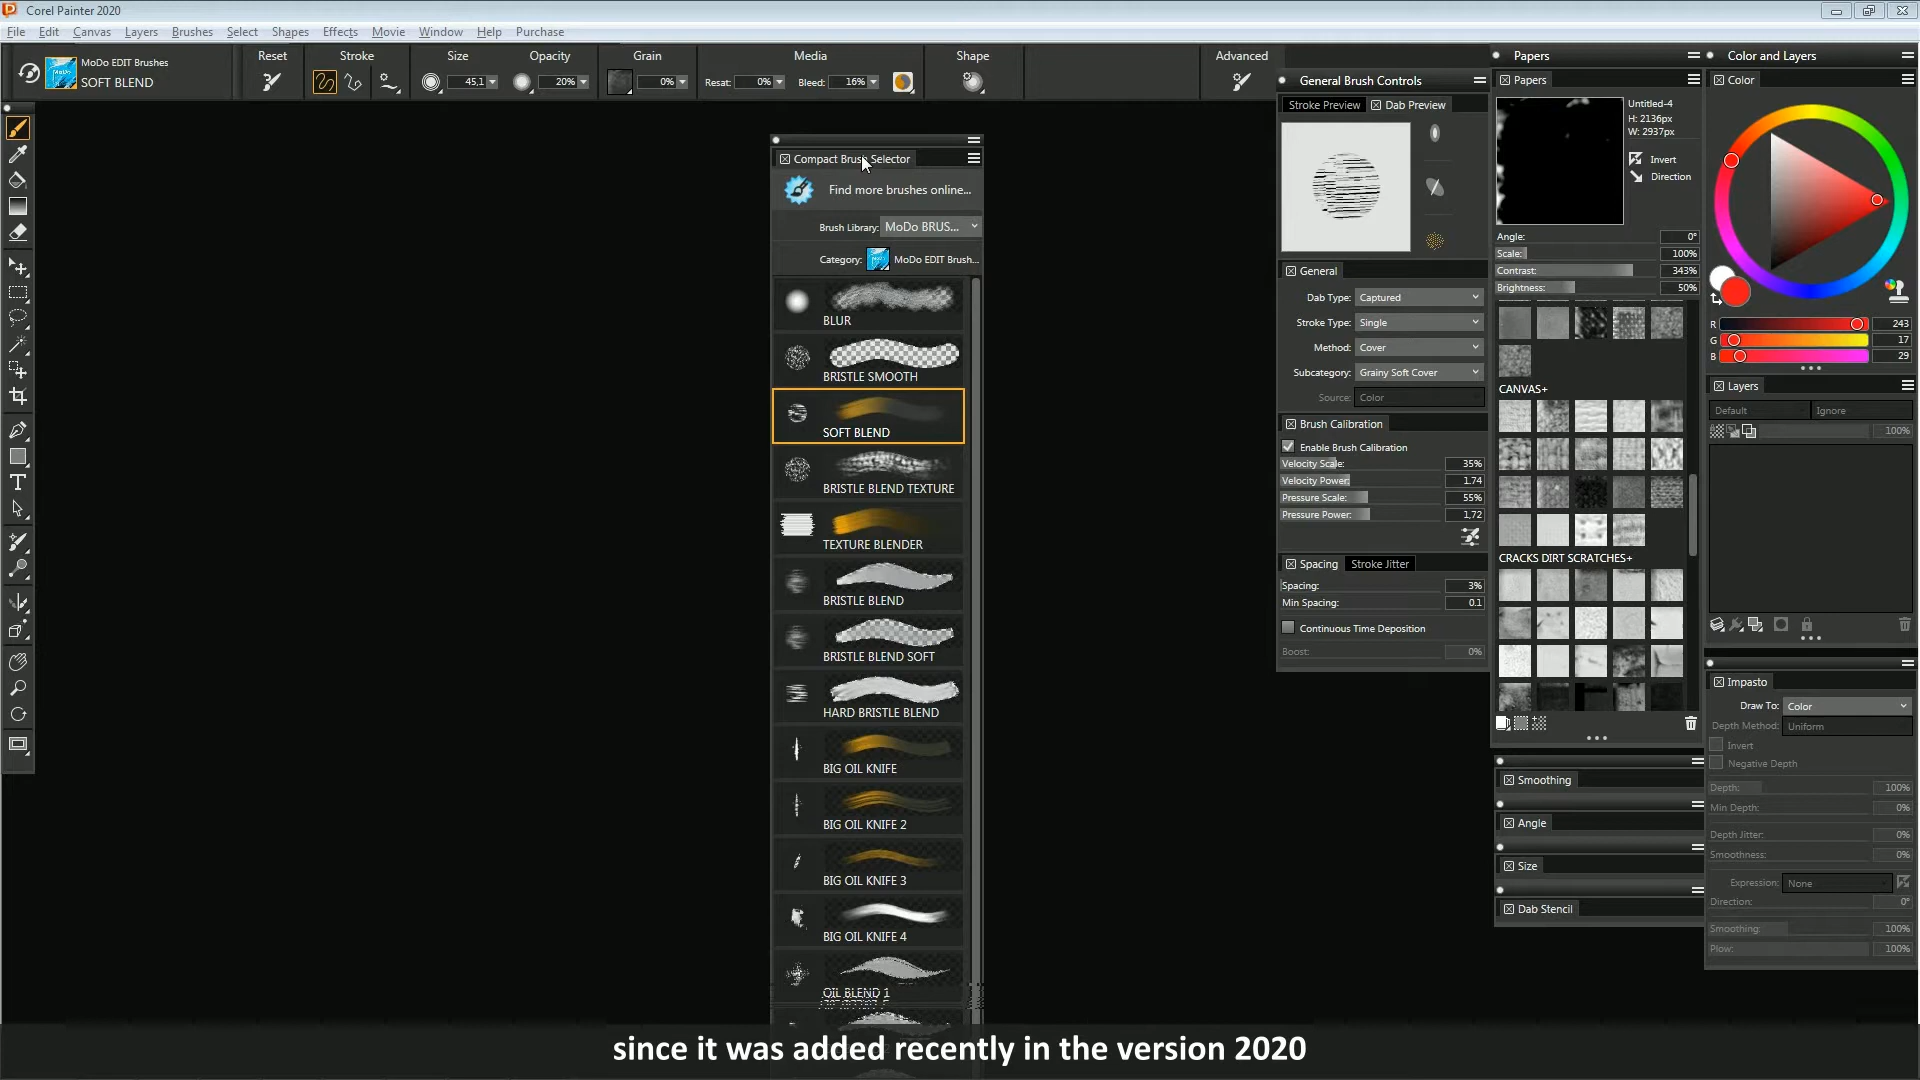 Corel Painter 2020
File Edit Canvas Layers Brushes Select Shapes Effects Movie Window Help Purchase
MoDo EDIT Brushes
SOFT BLEND
Reset Stroke Size Opacity Grain Media Shape Advanced
45,1 20% 0% Resat: 0% Bleed: 16%
Compact Brush Selector
Find more brushes online...
Brush Library: MoDo BRUS...
Category: MoDo EDIT Brush...
BLUR
BRISTLE SMOOTH
SOFT BLEND
BRISTLE BLEND TEXTURE
TEXTURE BLENDER
BRISTLE BLEND
BRISTLE BLEND SOFT
HARD BRISTLE BLEND
BIG OIL KNIFE
BIG OIL KNIFE 2
BIG OIL KNIFE 3
BIG OIL KNIFE 4
OIL BLEND 1
General Brush Controls
Stroke Preview Dab Preview
General
Dab Type: Captured
Stroke Type: Single
Method: Cover
Subcategory: Grainy Soft Cover
Source: Color
Brush Calibration
Enable Brush Calibration
Velocity Scale: 35%
Velocity Power: 1.74
Pressure Scale: 55%
Pressure Power: 1,72
Spacing Stroke Jitter
Spacing: 3%
Min Spacing: 0.1
Continuous Time Deposition
Boost: 0%
Papers
Papers
Untitled-4
H: 2136px
W: 2937px
Invert
Direction
Angle: 0°
Scale: 100%
Contrast: 343%
Brightness: 50%
CANVAS+
CRACKS DIRT SCRATCHES+
Smoothing
Angle
Size
Dab Stencil
Color and Layers
Color
R 243
G 17
B 29
Layers
Default Ignore
100%
Impasto
Draw To: Color
Depth Method: Uniform
Invert
Negative Depth
Depth: 100%
Min Depth: 0%
Depth Jitter: 0%
Smoothness: 0%
Expression: None
Direction: 0°
Smoothing: 100%
Plow: 100%
since it was added recently in the version 2020